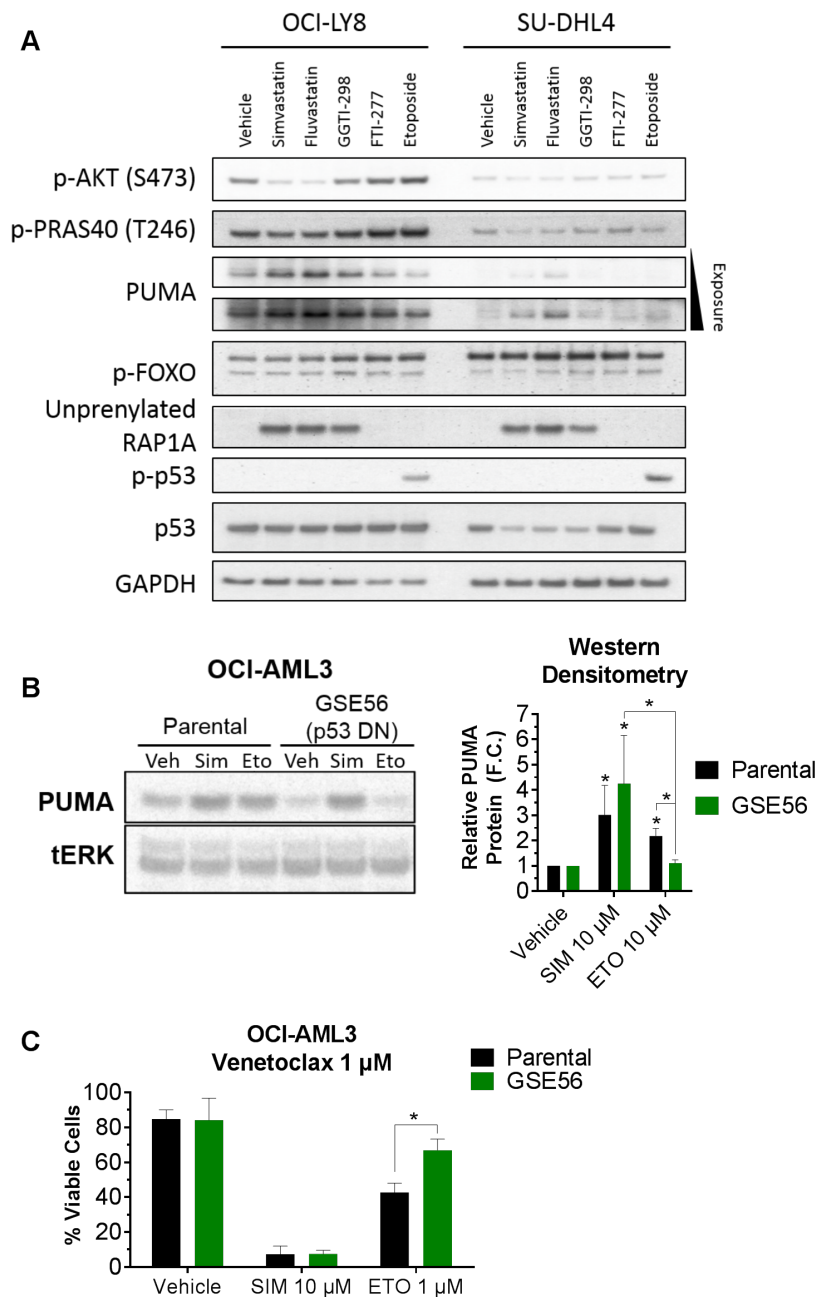 A
OCI-LY8
SU-DHL4
Vehicle
Simvastatin
Fluvastatin
GGTI-298
FTI-277
Etoposide
Vehicle
Simvastatin
Fluvastatin
GGTI-298
FTI-277
Etoposide
p-AKT (S473)
p-PRAS40 (T246)
PUMA
Exposure
p-FOXO
Unprenylated
RAP1A
p-p53
p53
GAPDH
B
OCI-AML3
Parental
GSE56
(p53 DN)
Veh Sim Eto Veh Sim Eto
PUMA
tERK
Western
Densitometry
Relative PUMA
Protein (F.C.)
7
6
5
4
3
2
1
0
*
*
*
*
*
Vehicle
SIM 10 µM
ETO 10 µM
Parental
GSE56
C
OCI-AML3
Venetoclax 1 µM
Parental
GSE56
% Viable Cells
100
80
60
40
20
0
*
Vehicle
SIM 10 µM
ETO 1 µM